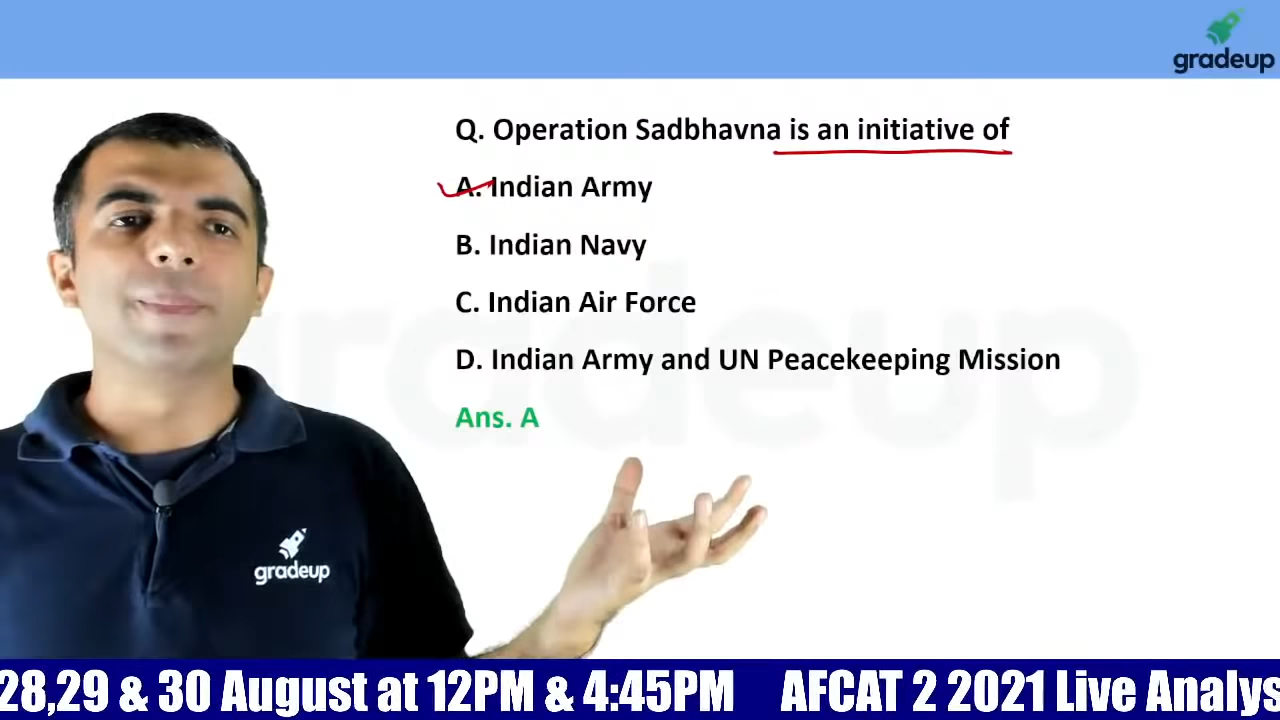 gradeup
Q. Operation Sadbhavna is an initiative of
A. Indian Army
B. Indian Navy
C. Indian Air Force
D. Indian Army and UN Peacekeeping Mission
Ans. A
gradeup
gradeup
28,29 & 30 August at 12PM & 4:45PM AFCAT 2 2021 Live Analys